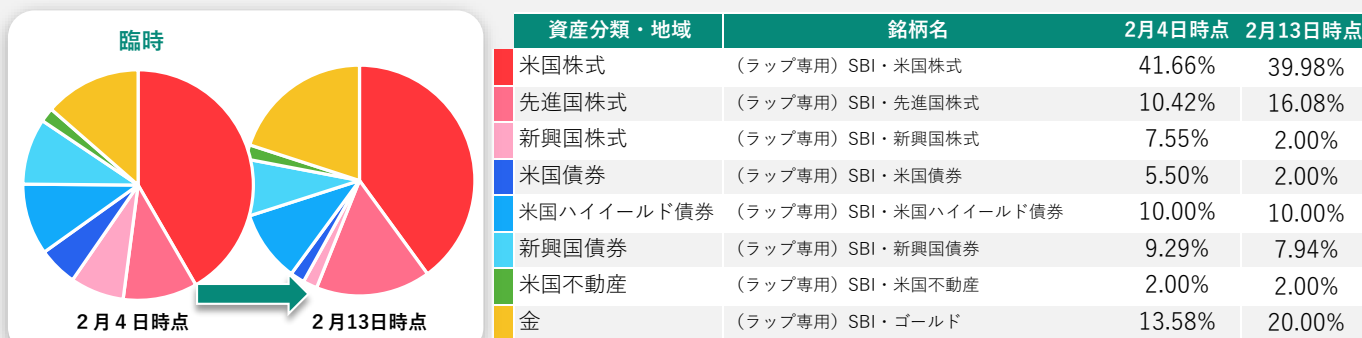 臨時
2月4日時点
2月13日時点
資産分類・地域 銘柄名 2月4日時点 2月13日時点
米国株式 (ラップ専用) SBI・米国株式 41.66% 39.98%
先進国株式 (ラップ専用) SBI・先進国株式 10.42% 16.08%
新興国株式 (ラップ専用) SBI・新興国株式 7.55% 2.00%
米国債券 (ラップ専用) SBI・米国債券 5.50% 2.00%
米国ハイイールド債券 (ラップ専用) SBI・米国ハイイールド債券 10.00% 10.00%
新興国債券 (ラップ専用) SBI・新興国債券 9.29% 7.94%
米国不動産 (ラップ専用) SBI・米国不動産 2.00% 2.00%
金 (ラップ専用) SBI・ゴールド 13.58% 20.00%